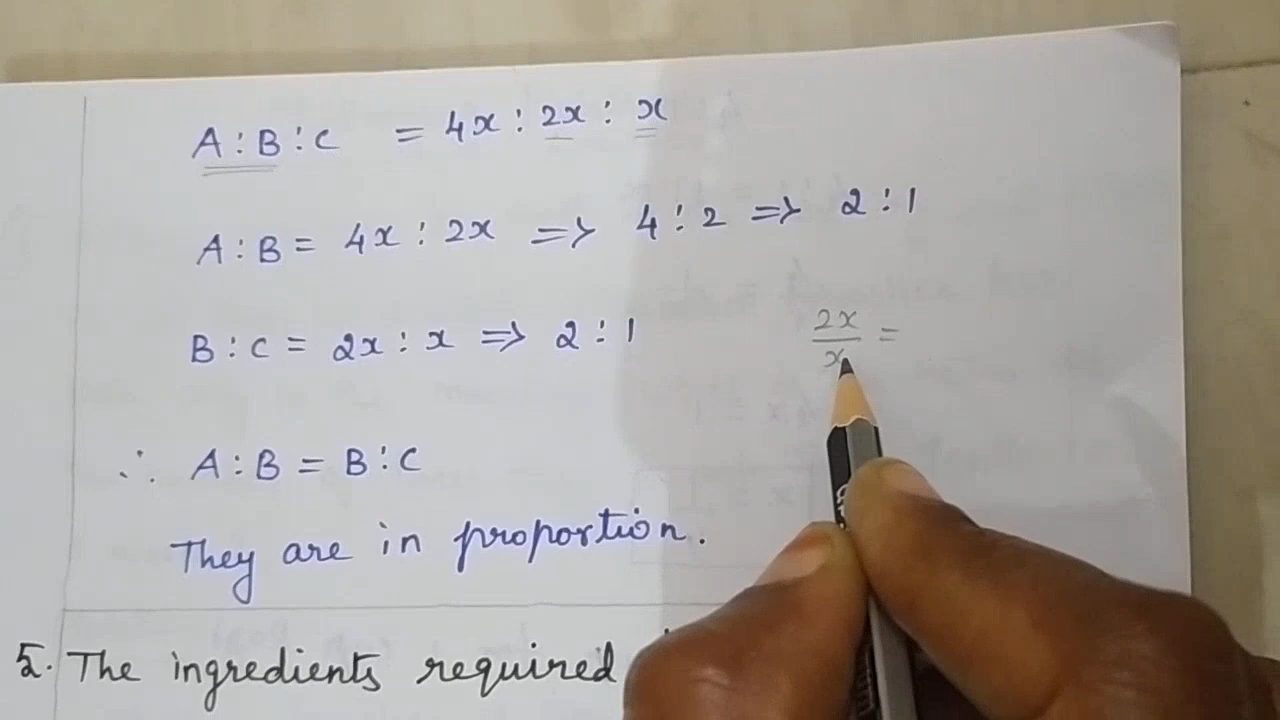 A : B : C = 4x : 2x : x
A : B = 4x : 2x => 4 : 2 => 2 : 1
B : C = 2x : x => 2 : 1
2x/x =
∴ A : B = B : C
They are in proportion.
5. The ingredients required